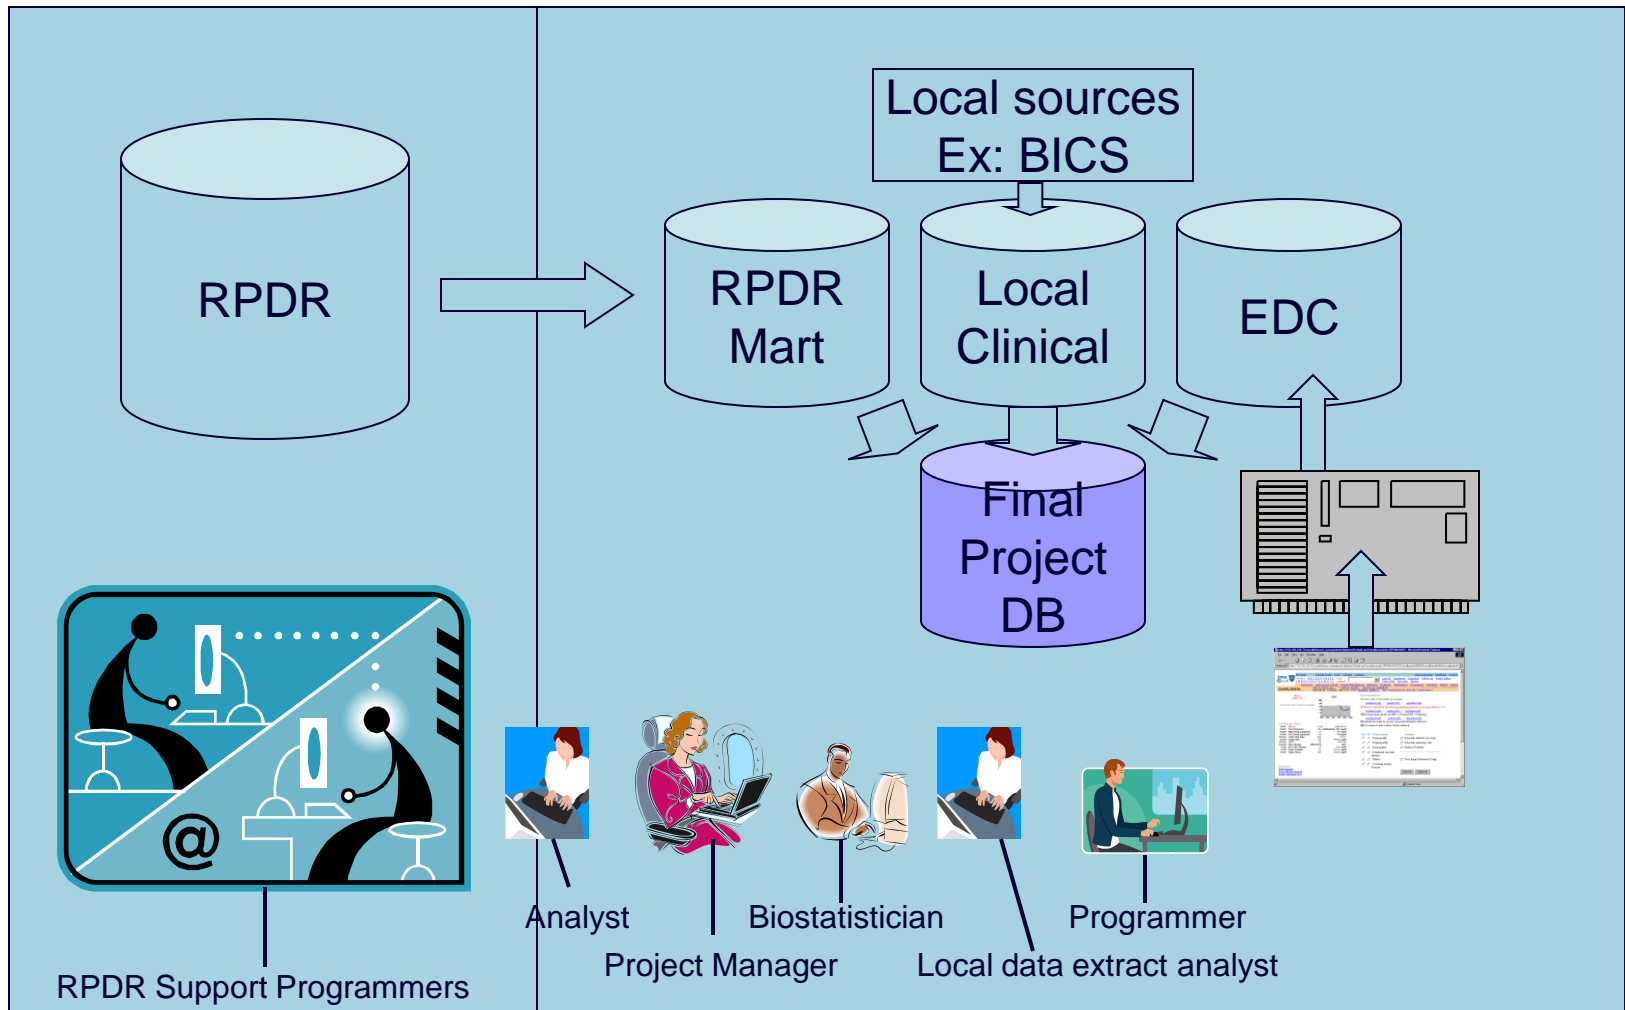 Local sources
Ex: BICS
RPDR
RPDR
Mart
Local
Clinical
EDC
Final
Project
DB
@
Analyst
Biostatistician
Programmer
Project Manager
Local data extract analyst
RPDR Support Programmers